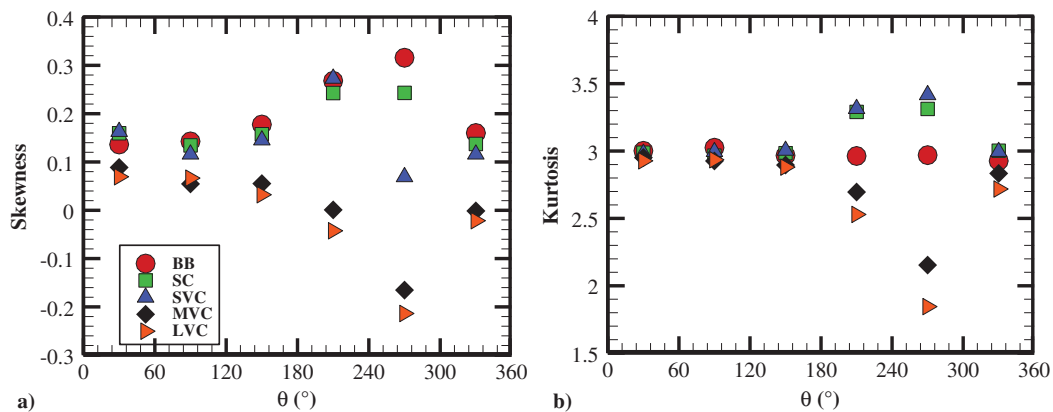 0.4
0.3
0.2
0.1
0
-0.1
-0.2
-0.3
Skewness
BB
SC
SVC
MVC
LVC
0 60 120 180 240 300 360
θ (°)
a)
4
3.5
3
2.5
2
1.5
Kurtosis
0 60 120 180 240 300 360
θ (°)
b)